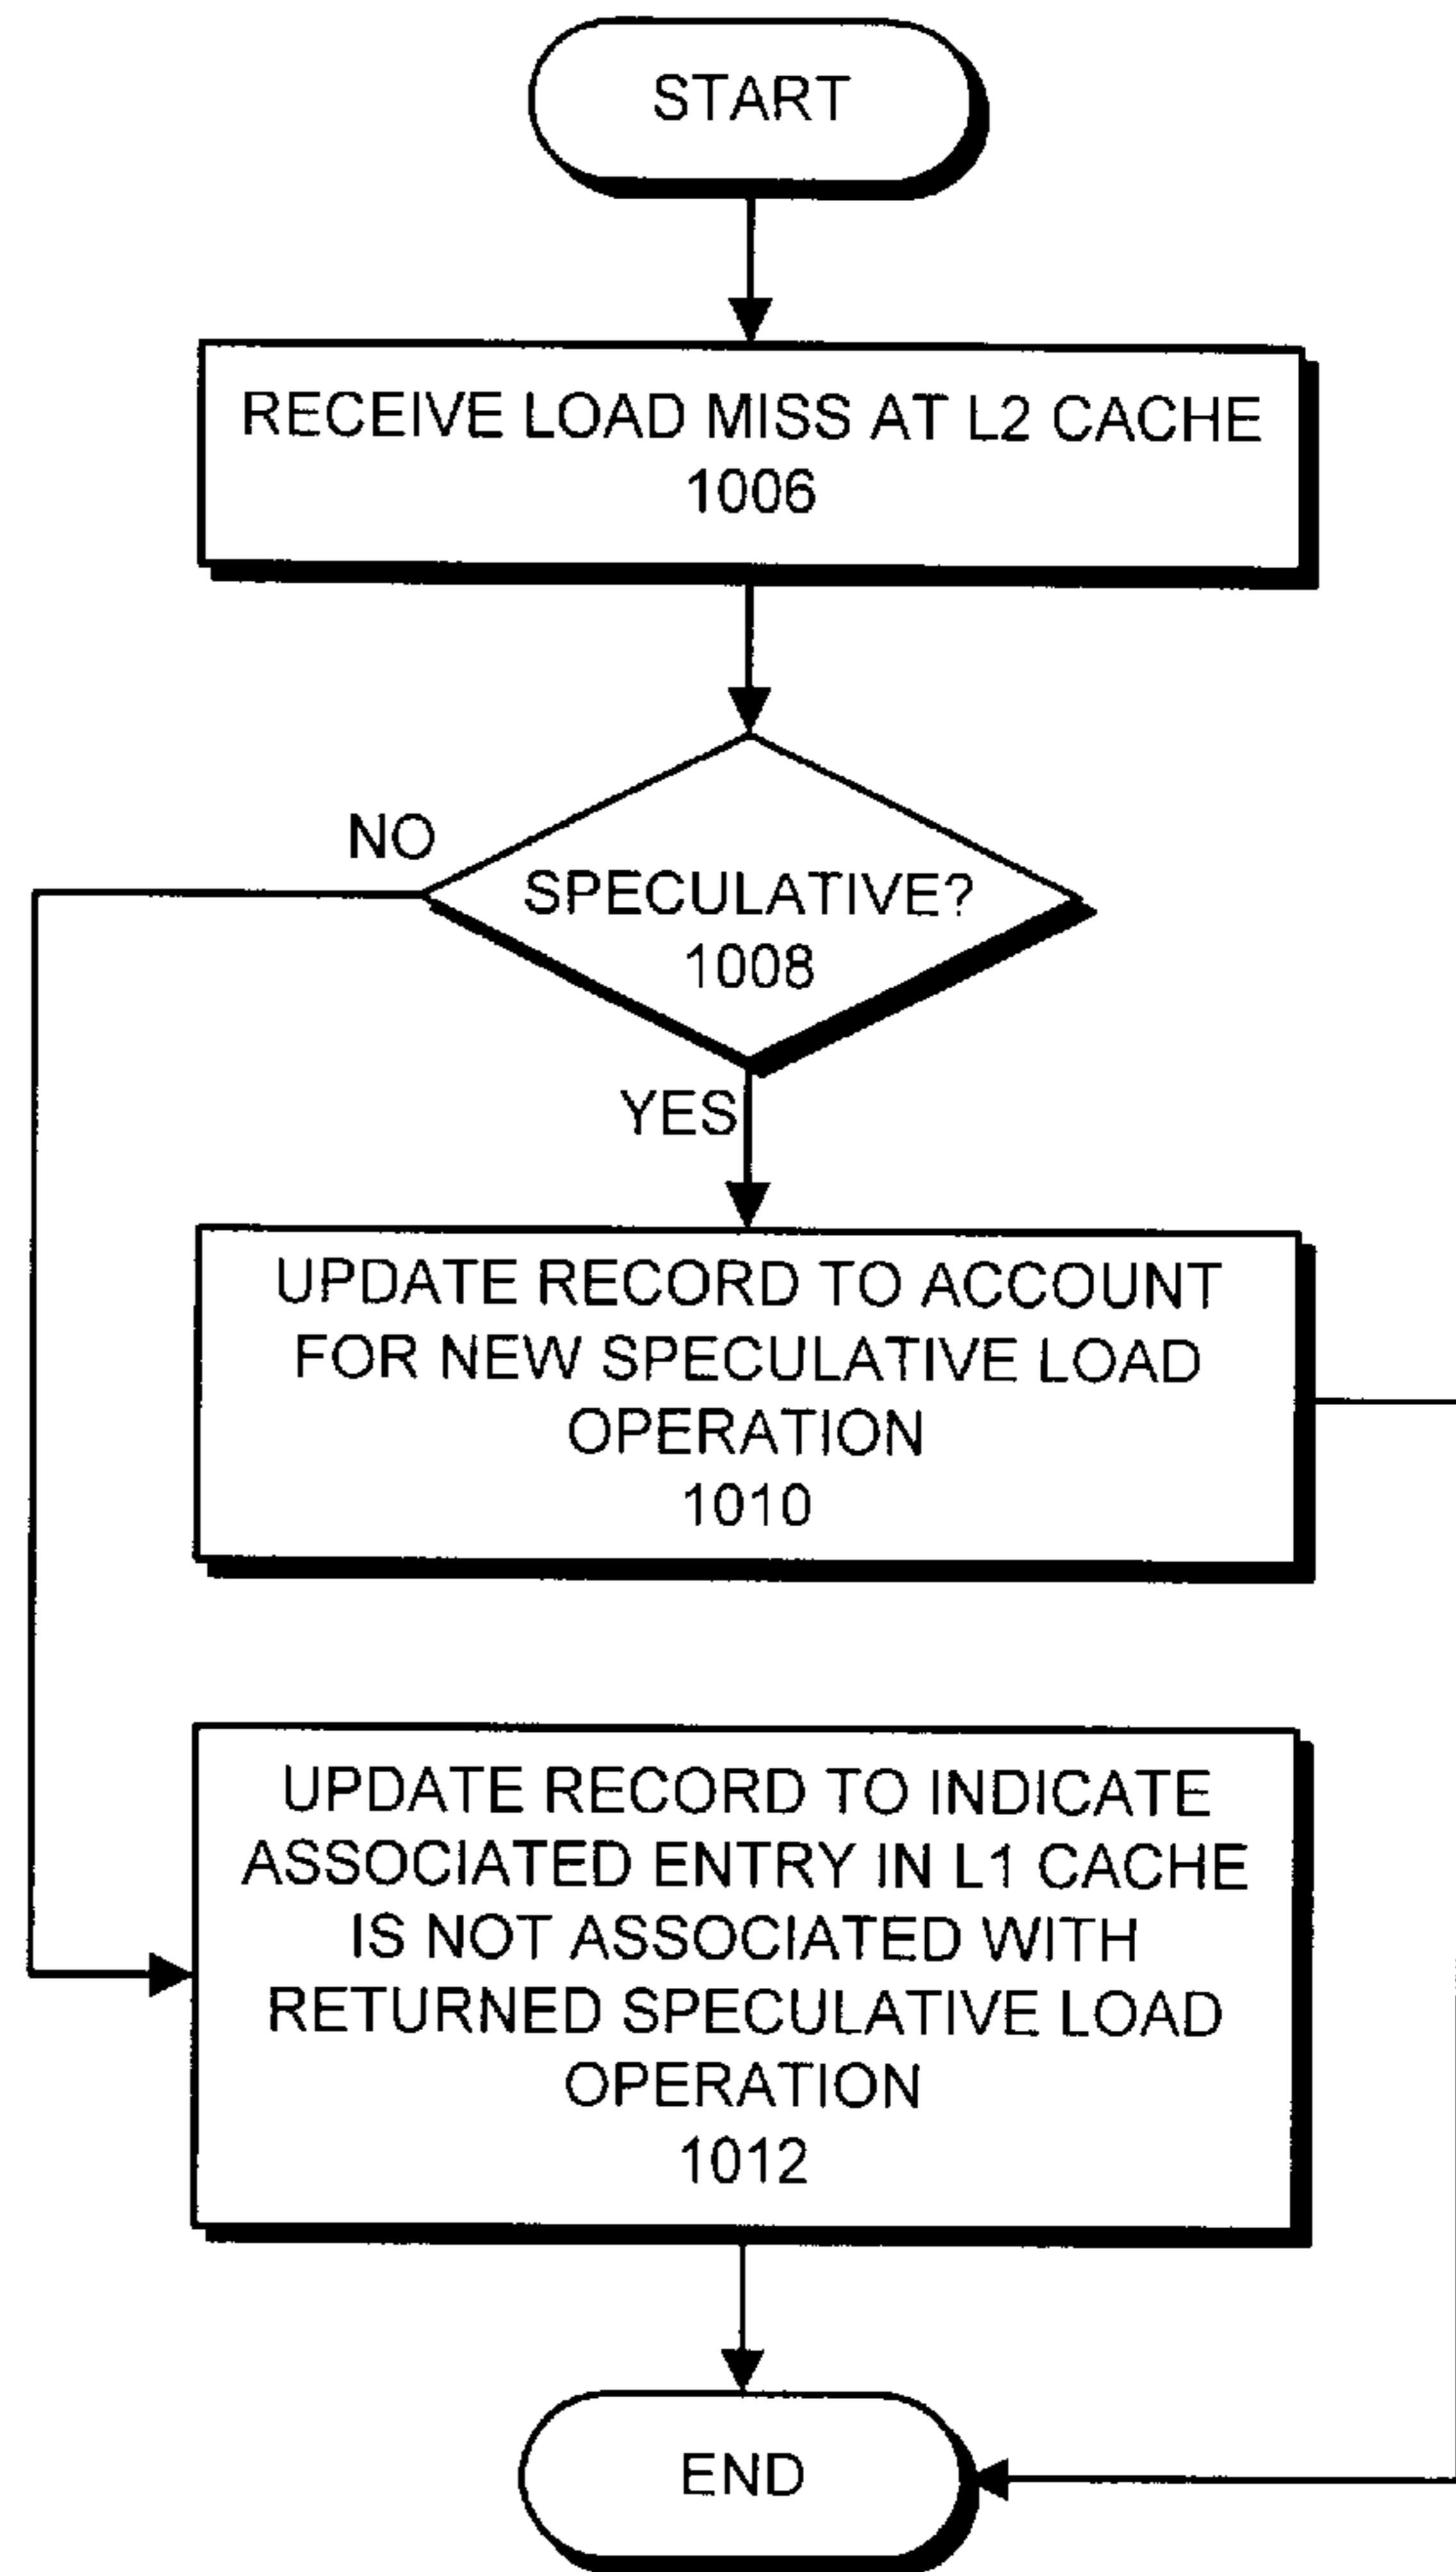 START
RECEIVE LOAD MISS AT L2 CACHE
1006
NO
SPECULATIVE?
1008
YES
UPDATE RECORD TO ACCOUNT
FOR NEW SPECULATIVE LOAD
OPERATION
1010
UPDATE RECORD TO INDICATE
ASSOCIATED ENTRY IN L1 CACHE
IS NOT ASSOCIATED WITH
RETURNED SPECULATIVE LOAD
OPERATION
1012
END